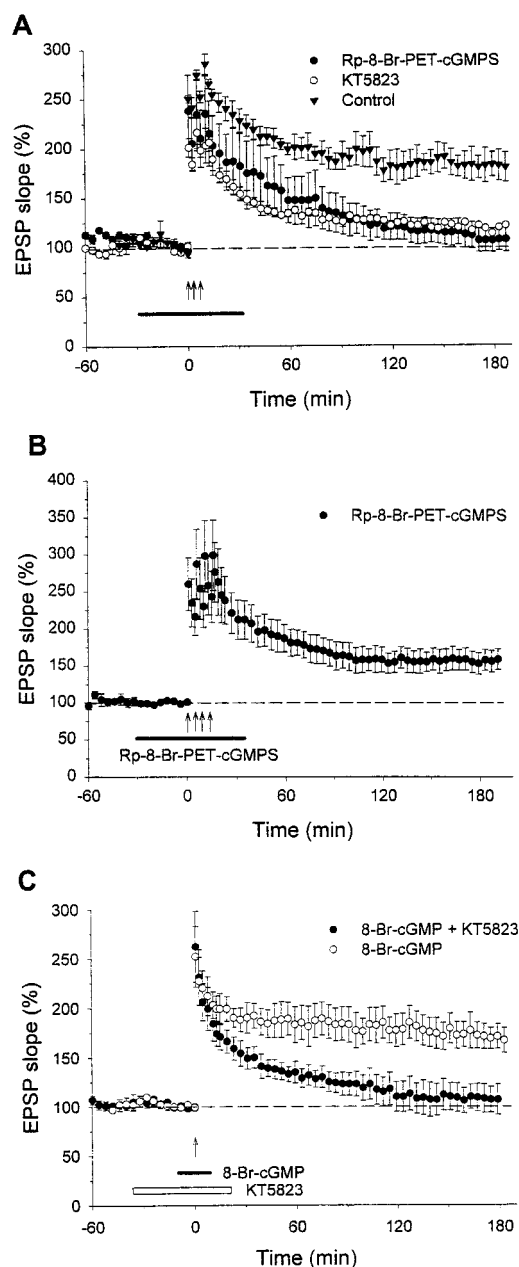 A
300
250
200
150
100
50
0
EPSP slope (%)
Rp-8-Br-PET-cGMPS
KT5823
Control
-60
0
60
120
180
Time (min)
B
400
350
300
250
200
150
100
50
0
EPSP slope (%)
Rp-8-Br-PET-cGMPS
Rp-8-Br-PET-cGMPS
-60
0
60
120
180
Time (min)
C
300
250
200
150
100
50
0
EPSP slope (%)
8-Br-cGMP + KT5823
8-Br-cGMP
8-Br-cGMP
KT5823
-60
0
60
120
180
Time (min)